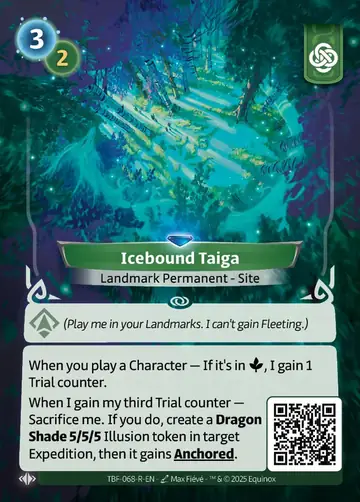 3
2
Icebound Taiga
Landmark Permanent - Site
(Play me in your Landmarks. I can't gain Fleeting.)
When you play a Character — If it's in , I gain 1
Trial counter.
When I gain my third Trial counter —
Sacrifice me. If you do, create a Dragon
Shade 5/5/5 Illusion token in target
Expedition, then it gains Anchored.
TBF-068-R-EN - Max Fiévé - ™ & © 2025 Equinox